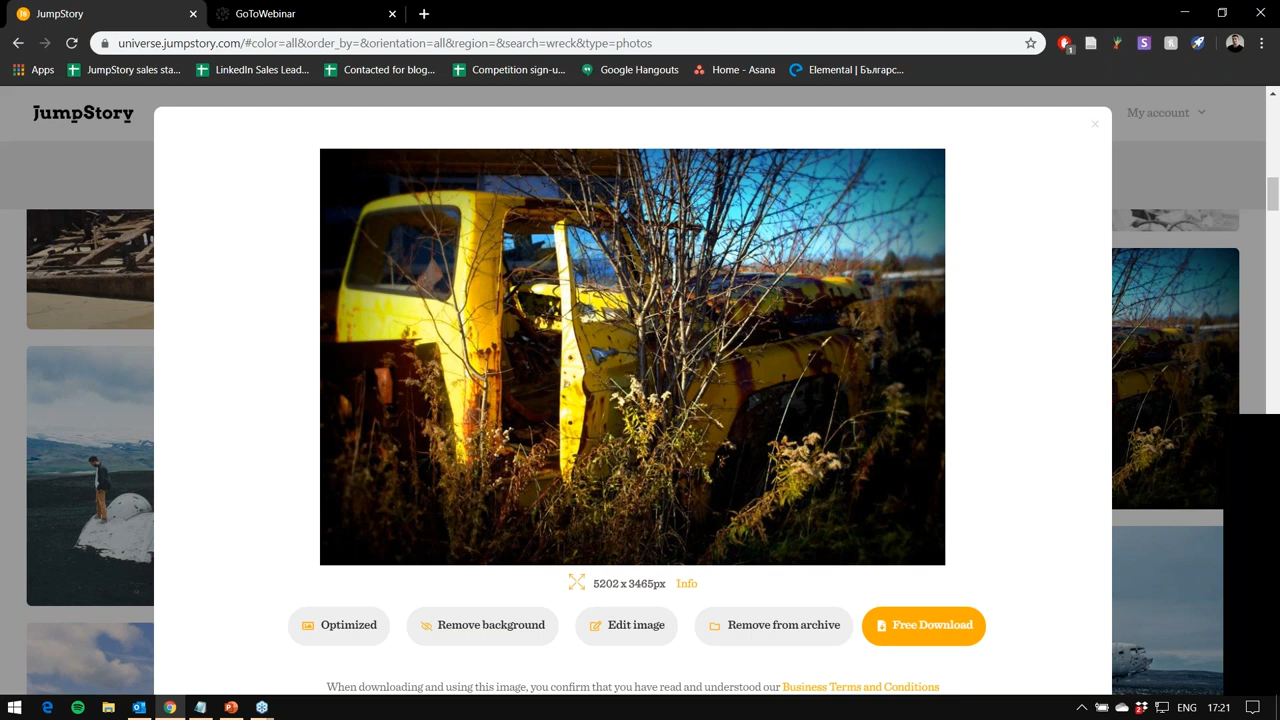 JumpStory
GoToWebinar
universe.jumpstory.com/#color=all&order_by=&orientation=all&region=&search=wreck&type=photos
Apps
JumpStory sales sta...
LinkedIn Sales Lead...
Contacted for blog...
Competition sign-u...
Google Hangouts
Home - Asana
Elemental | Българс...
JumpStory
My account
5202 x 3465px Info
Optimized
Remove background
Edit image
Remove from archive
Free Download
When downloading and using this image, you confirm that you have read and understood our Business Terms and Conditions
ENG 17:21